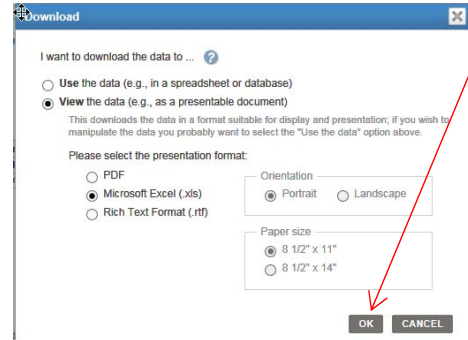 Download
I want to download the data to ... ?
Use the data (e.g., in a spreadsheet or database)
View the data (e.g., as a presentable document)
This downloads the data in a format suitable for display and presentation; if you wish to
manipulate the data you probably want to select the "Use the data" option above.
Please select the presentation format:
PDF
Microsoft Excel (.xls)
Rich Text Format (.rtf)
Orientation
Portrait Landscape
Paper size
8 1/2" x 11"
8 1/2" x 14"
OK CANCEL